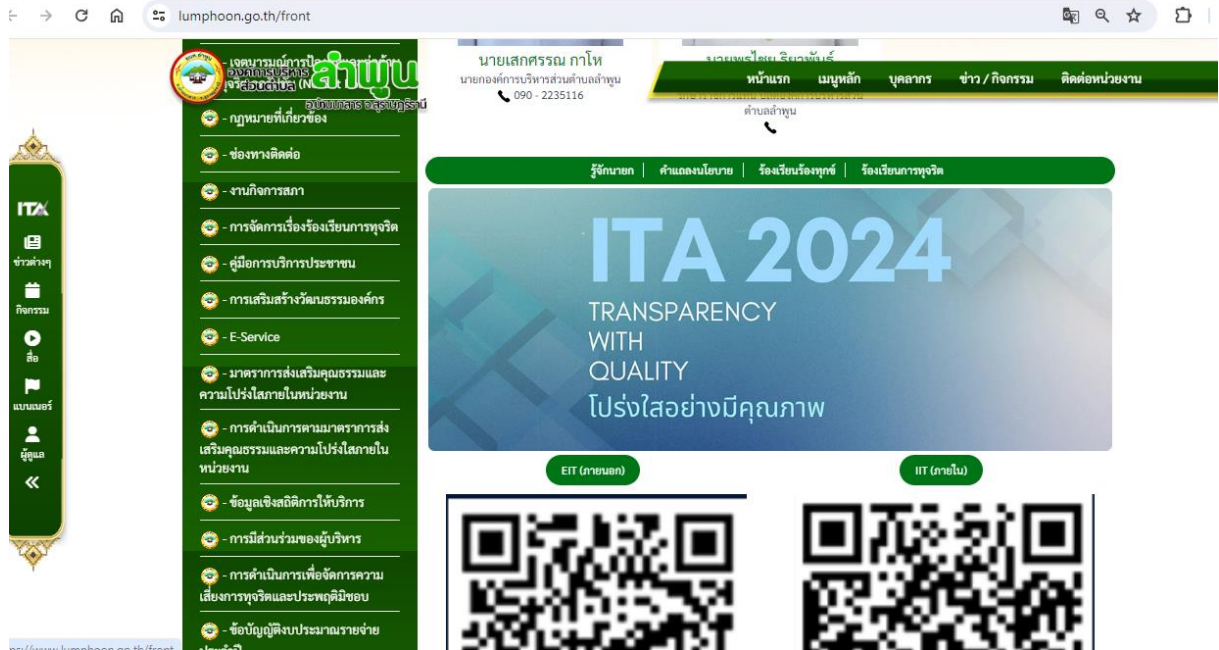 lumphoon.go.th/front
นายเสกศรรณ กาโห
นายกองค์การบริหารส่วนตำบลลำพูน
090 - 2235116
ตำบลลำพูน
หน้าแรก เมนูหลัก บุคลากร ข่าว / กิจกรรม ติดต่อหน่วยงาน
องค์การบริหาร
ส่วนตำบล
ลำพูน
- กฎหมายที่เกี่ยวข้อง
- ช่องทางติดต่อ
- งานกิจการสภา
- การจัดการเรื่องร้องเรียนการทุจริต
- คู่มือการบริการประชาชน
- การเสริมสร้างวัฒนธรรมองค์กร
- E-Service
- มาตราการส่งเสริมคุณธรรมและ
ความโปร่งใสภายในหน่วยงาน
- การดำเนินการตามมาตราการส่ง
เสริมคุณธรรมและความโปร่งใสภายใน
หน่วยงาน
- ข้อมูลเชิงสถิติการให้บริการ
- การมีส่วนร่วมของผู้บริหาร
- การดำเนินการเพื่อจัดการความ
เสี่ยงการทุจริตและประพฤติมิชอบ
- ข้อบัญญัติงบประมาณรายจ่าย
ITA
ข่าวต่างๆ
กิจกรรม
สื่อ
แบนเนอร์
ผู้ดูแล
รู้จักนายก | คำแถลงนโยบาย | ร้องเรียนร้องทุกข์ | ร้องเรียนการทุจริต
ITA 2024
TRANSPARENCY
WITH
QUALITY
โปร่งใสอย่างมีคุณภาพ
EIT (ภายนอก)
IIT (ภายใน)